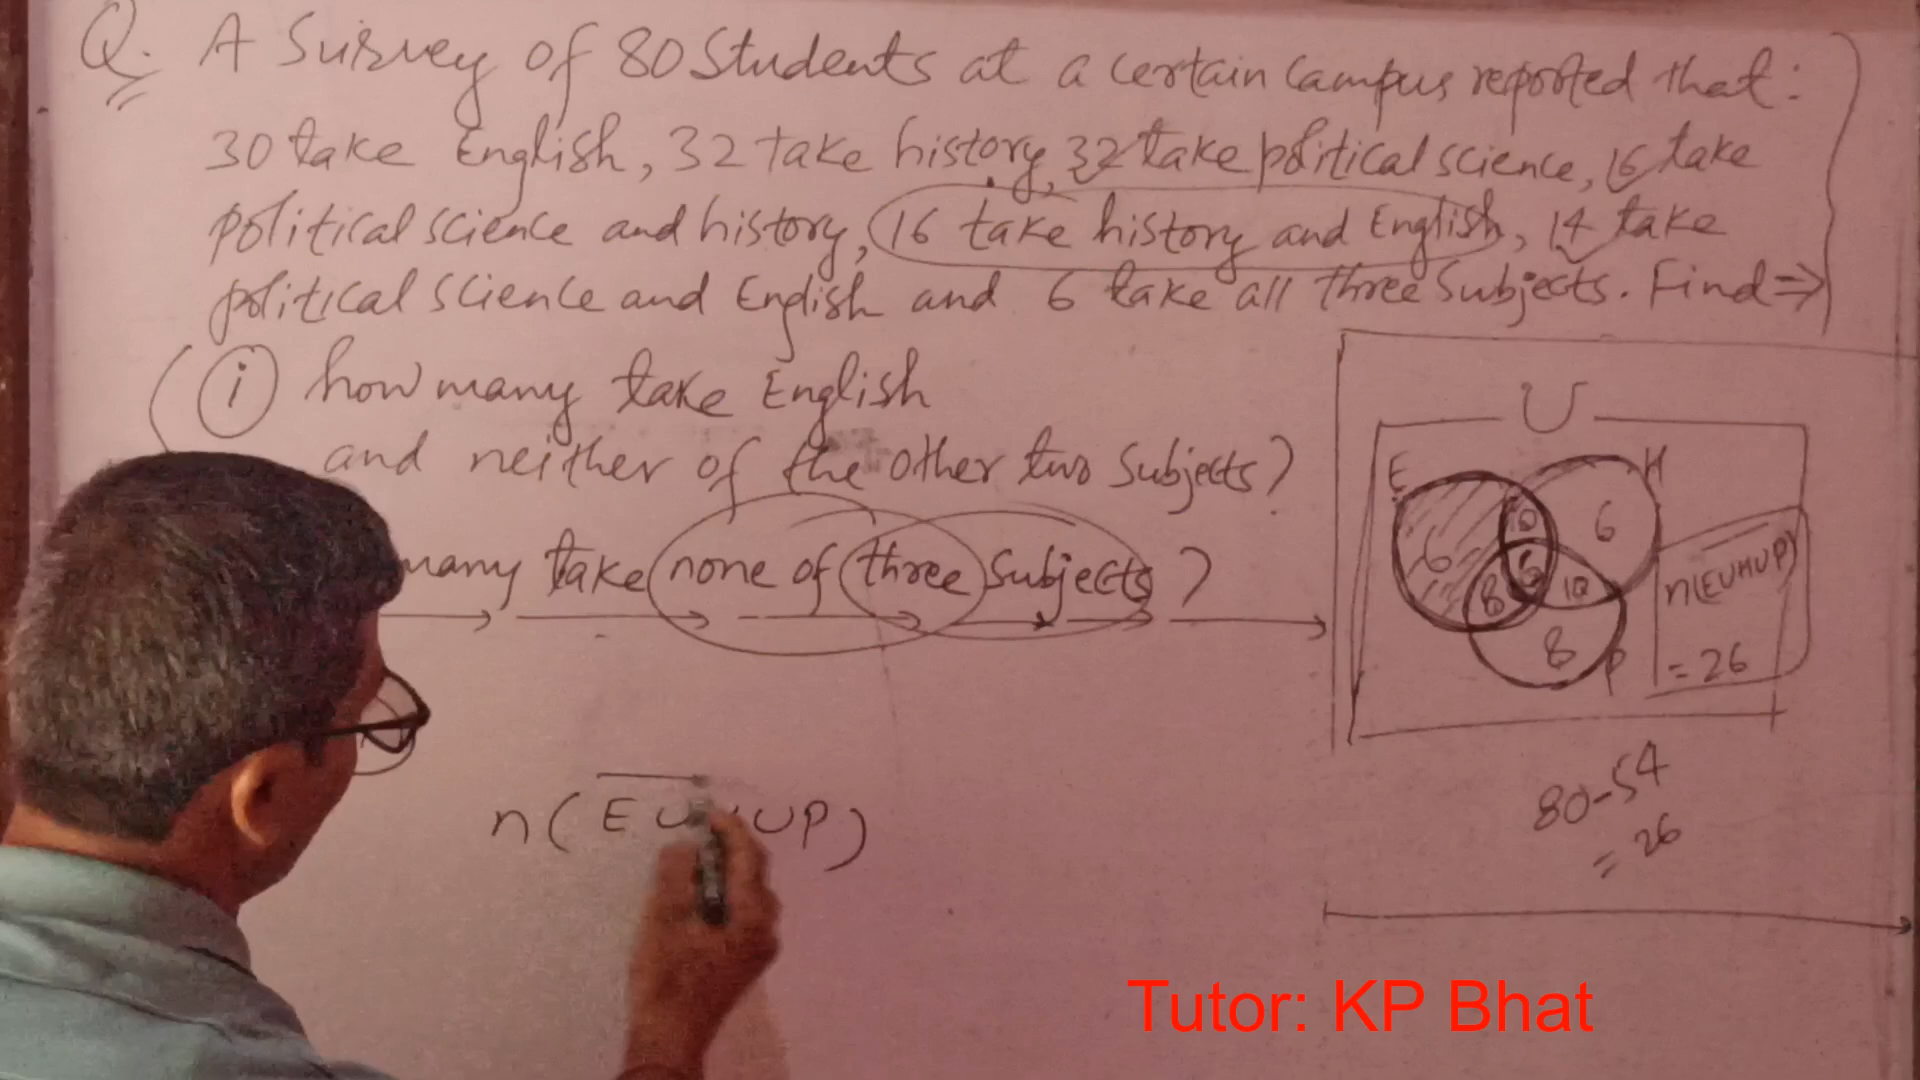 Q. A Survey of 80 Students at a certain campus reported that:
30 take English, 32 take history, 32 take political science, 16 take
political science and history, 16 take history and English, 14 take
political science and English and 6 take all three subjects. Find ⇒
(i) how many take English
and neither of the other two subjects?
many take none of three subjects?
U
E
H
10
6
6
6
8
10
8
P
n(EUHUP)
= 26
80-54
= 26
n(E U UP)
Tutor: KP Bhat